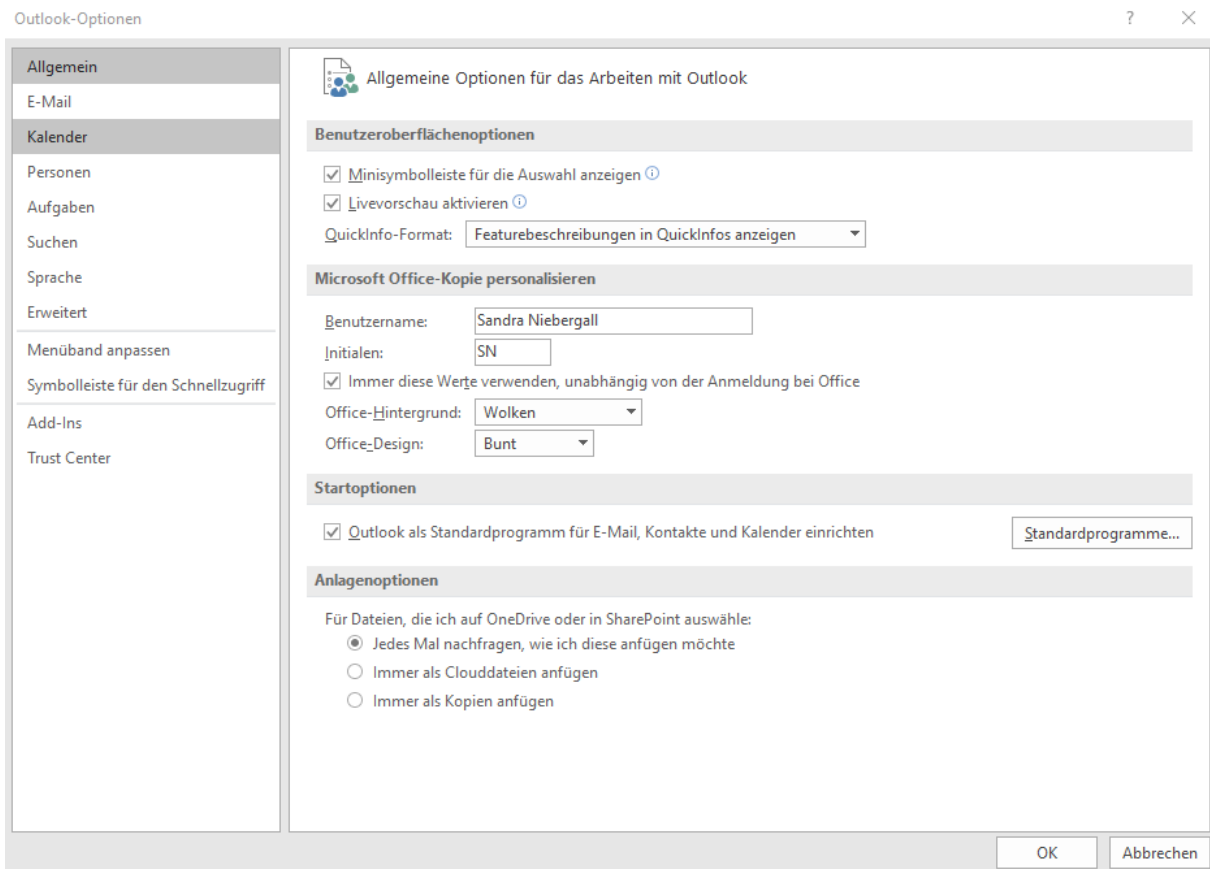 Outlook-Optionen
?
Allgemein
E-Mail
Kalender
Personen
Aufgaben
Suchen
Sprache
Erweitert
Menüband anpassen
Symbolleiste für den Schnellzugriff
Add-Ins
Trust Center
Allgemeine Optionen für das Arbeiten mit Outlook
Benutzeroberflächenoptionen
Minisymbolleiste für die Auswahl anzeigen
Livevorschau aktivieren
QuickInfo-Format: Featurebeschreibungen in QuickInfos anzeigen
Microsoft Office-Kopie personalisieren
Benutzername: Sandra Niebergall
Initialen: SN
Immer diese Werte verwenden, unabhängig von der Anmeldung bei Office
Office-Hintergrund: Wolken
Office-Design: Bunt
Startoptionen
Outlook als Standardprogramm für E-Mail, Kontakte und Kalender einrichten Standardprogramme...
Anlagenoptionen
Für Dateien, die ich auf OneDrive oder in SharePoint auswähle:
Jedes Mal nachfragen, wie ich diese anfügen möchte
Immer als Clouddateien anfügen
Immer als Kopien anfügen
OK Abbrechen